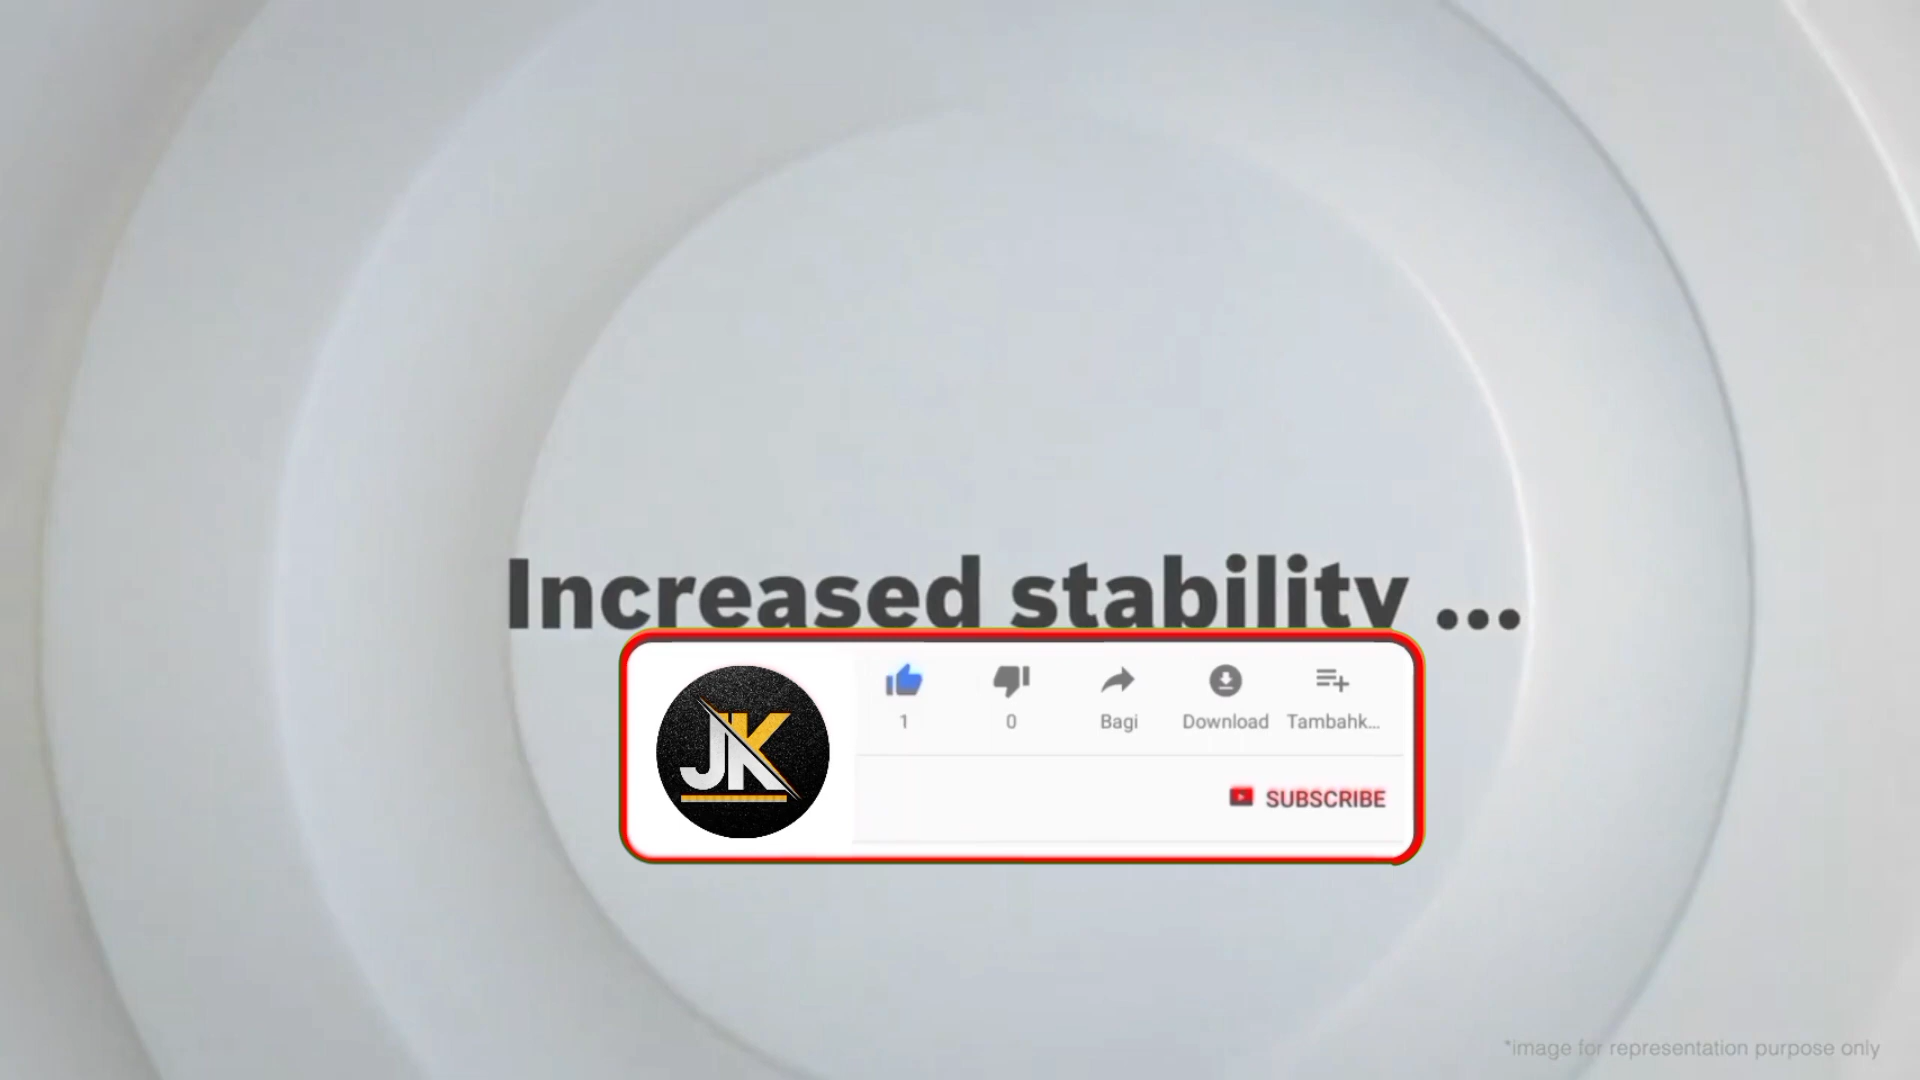 Increased stability ...
JK
1
0
Bagi
Download
Tambahk...
SUBSCRIBE
*image for representation purpose only